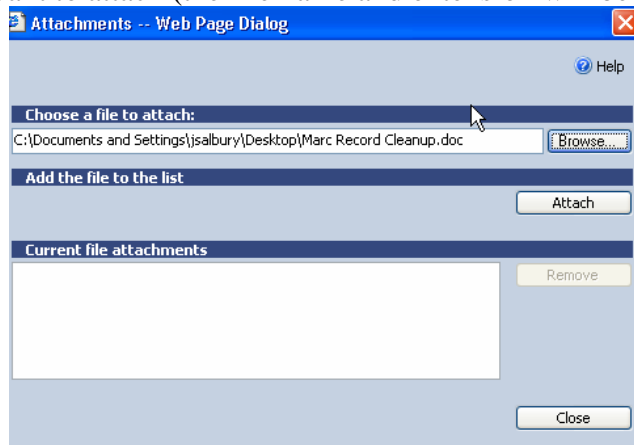 Attachments -- Web Page Dialog
Help
Choose a file to attach:
C:\Documents and Settings\jsalbury\Desktop\Marc Record Cleanup.doc
Browse...
Add the file to the list
Attach
Current file attachments
Remove
Close